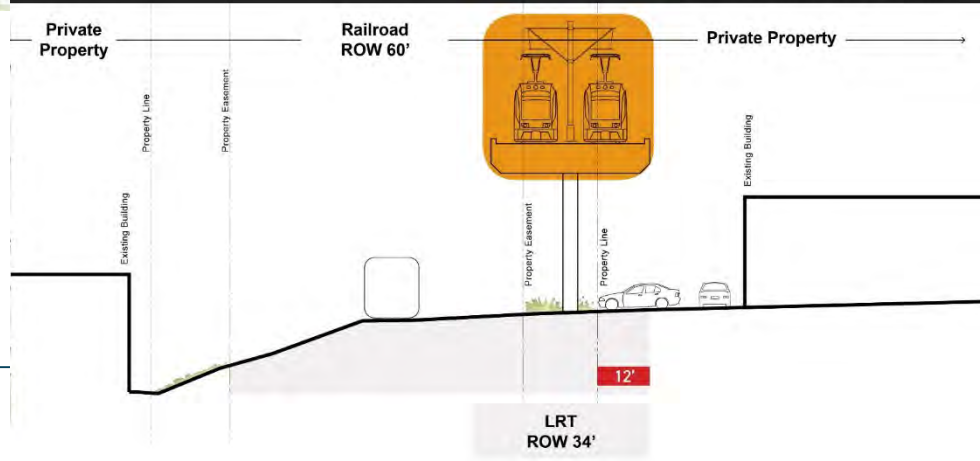 Private
Property
Railroad
ROW 60’
Private Property
Property Line
Property Easement
Existing Building
Existing Building
Property Easement
Property Line
12’
LRT
ROW 34’